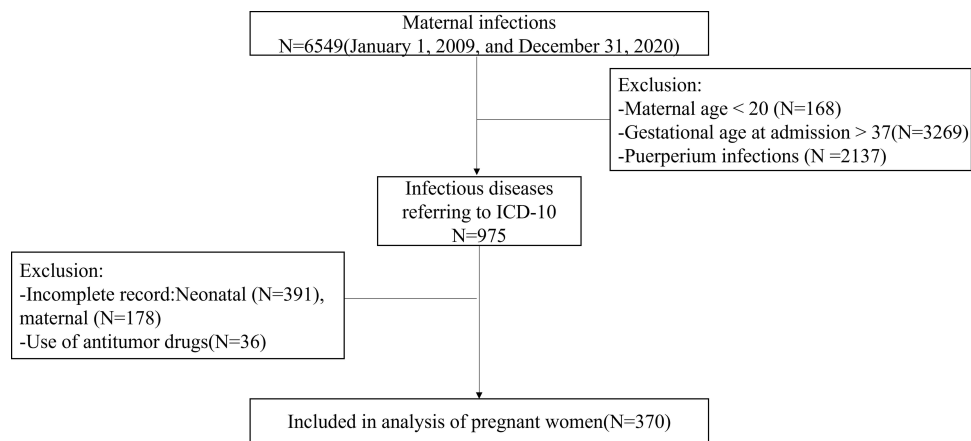 Maternal infections
N=6549(January 1, 2009, and December 31, 2020)
Exclusion:
-Maternal age < 20 (N=168)
-Gestational age at admission > 37(N=3269)
-Puerperium infections (N =2137)
Infectious diseases
referring to ICD-10
N=975
Exclusion:
-Incomplete record:Neonatal (N=391),
maternal (N=178)
-Use of antitumor drugs(N=36)
Included in analysis of pregnant women(N=370)